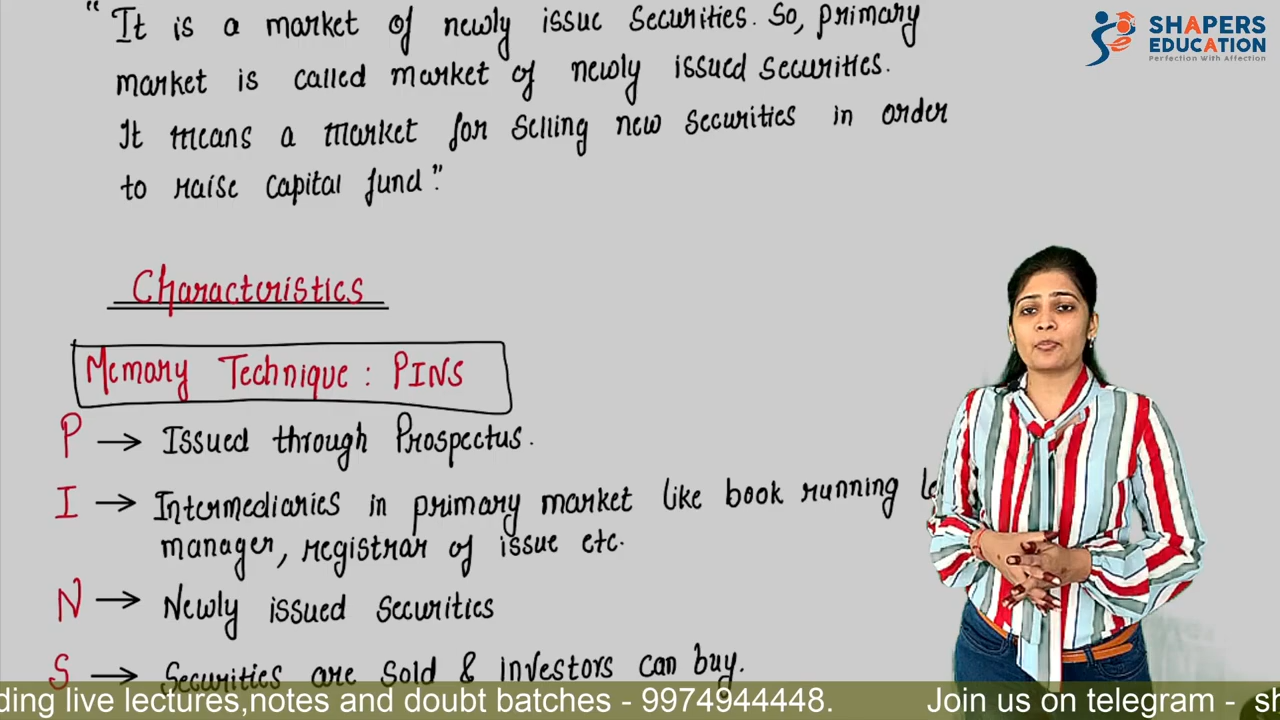 " It is a market of newly issue securities. So, primary
market is called market of newly issued securities.
It means a market for selling new securities in order
to raise capital fund".
Characteristics
Memory Technique : PINS
P → Issued through Prospectus.
I → Intermediaries in primary market like book running
manager, registrar of issue etc.
N → Newly issued securities
S → Securities are sold & investors can buy.
SHAPERS
EDUCATION
Perfection With Affection
live lectures,notes and doubt batches - 9974944448. Join us on telegram -